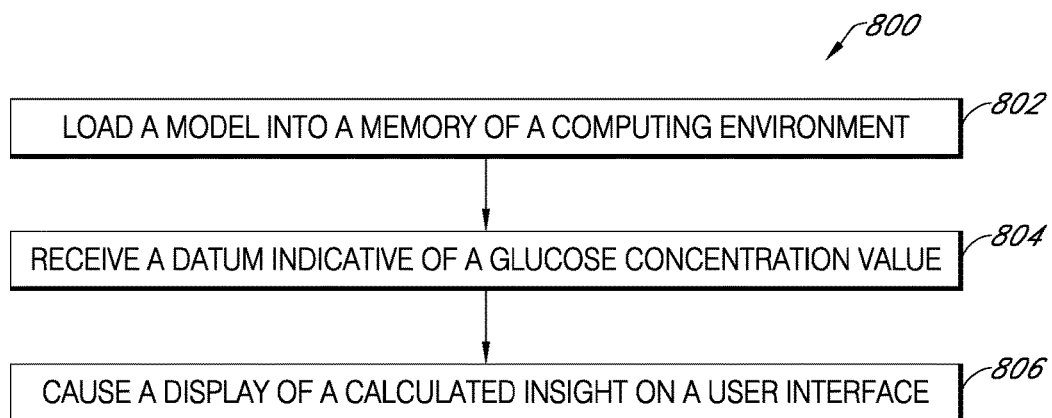 800
LOAD A MODEL INTO A MEMORY OF A COMPUTING ENVIRONMENT
802
RECEIVE A DATUM INDICATIVE OF A GLUCOSE CONCENTRATION VALUE
804
CAUSE A DISPLAY OF A CALCULATED INSIGHT ON A USER INTERFACE
806